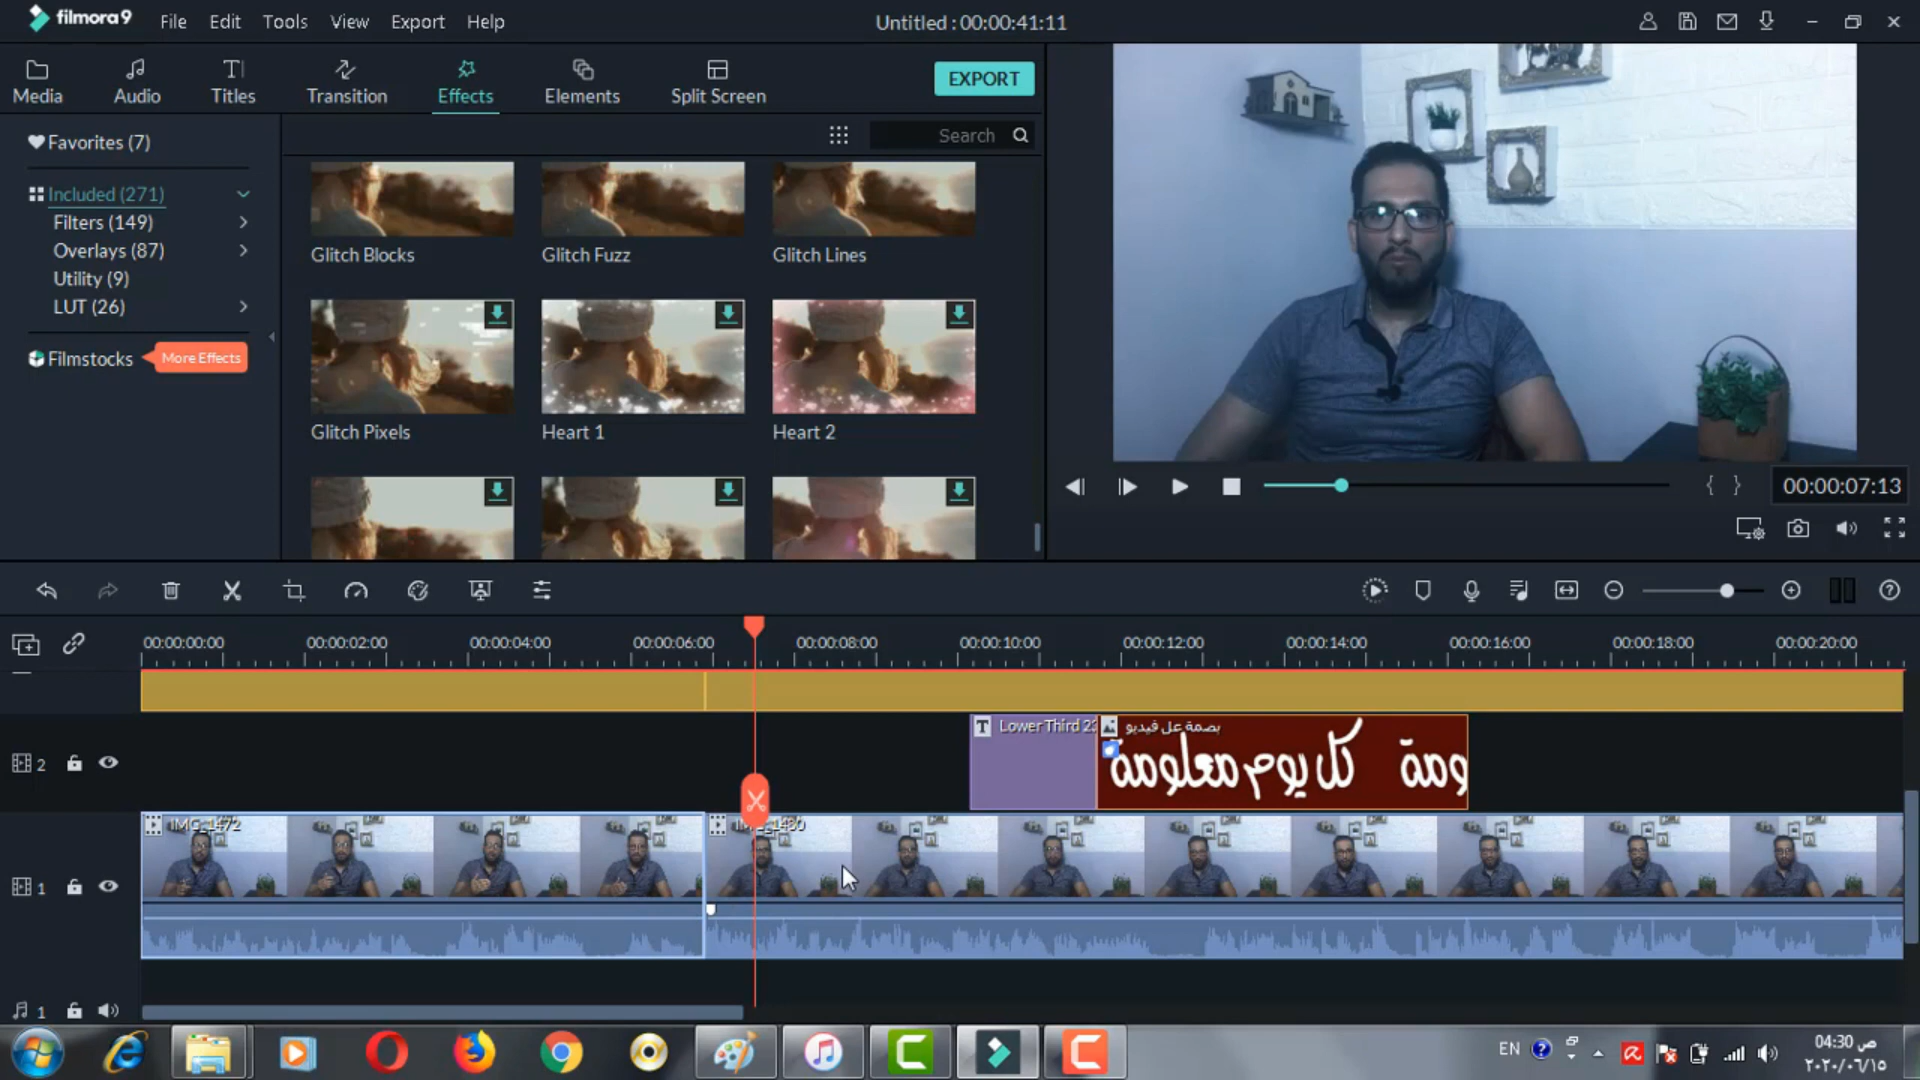 filmora9
File Edit Tools View Export Help
Untitled : 00:00:41:11
Media Audio Titles Transition Effects Elements Split Screen
EXPORT
Favorites (7)
Search
Included (271)
Filters (149)
Overlays (87)
Utility (9)
LUT (26)
Filmstocks More Effects
Glitch Blocks Glitch Fuzz Glitch Lines
Glitch Pixels Heart 1 Heart 2
{ } 00:00:07:13
00:00:00:00 00:00:02:00 00:00:04:00 00:00:06:00 00:00:08:00 00:00:10:00 00:00:12:00 00:00:14:00 00:00:16:00 00:00:18:00 00:00:20:00
T Lower Third 2
بصمة عل فيديو
ومة كل يوم معلومة
2
IMG_1472
1
1
EN
04:30 ص
٢٠٢٠/٠٦/١٥